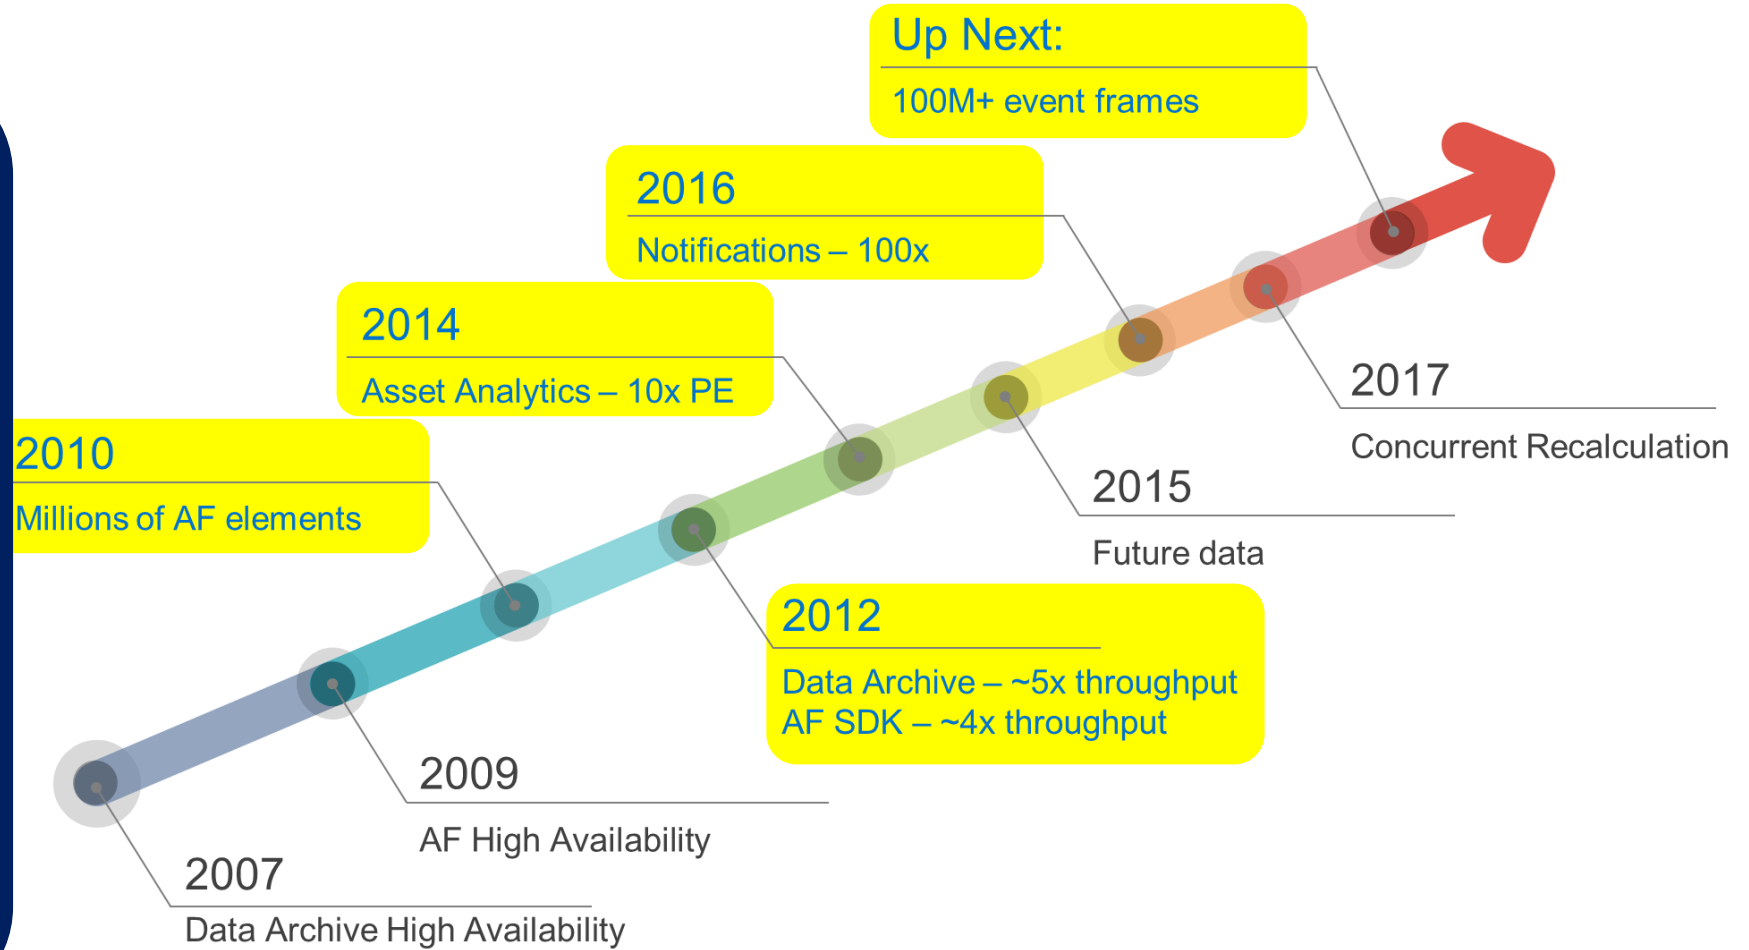 Up Next:
100M+ event frames
2016
Notifications – 100x
2014
Asset Analytics – 10x PE
2010
Millions of AF elements
2017
Concurrent Recalculation
2015
Future data
2012
Data Archive – ~5x throughput
AF SDK – ~4x throughput
2009
AF High Availability
2007
Data Archive High Availability